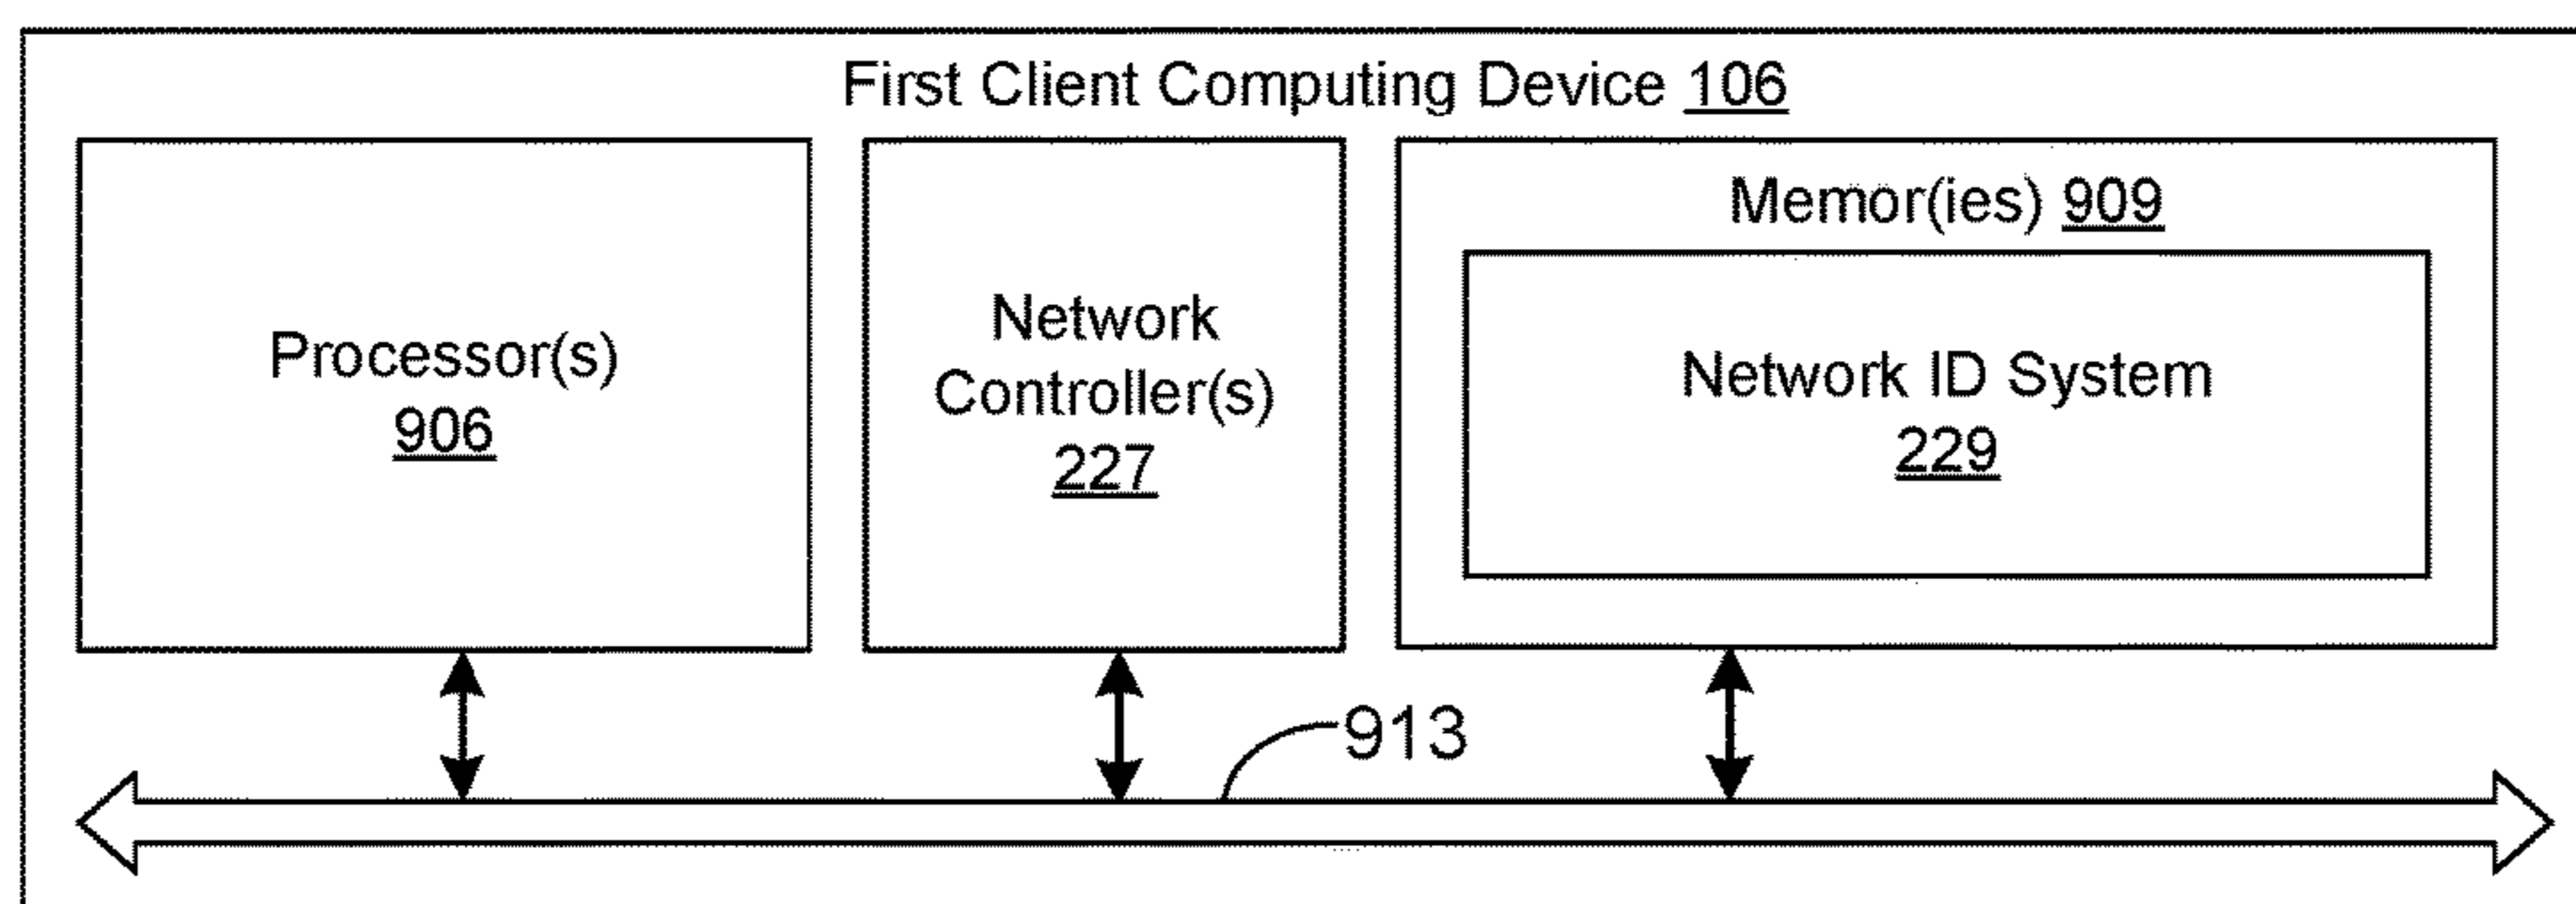 First Client Computing Device 106
Processor(s)
906
Network
Controller(s)
227
Memor(ies) 909
Network ID System
229
913